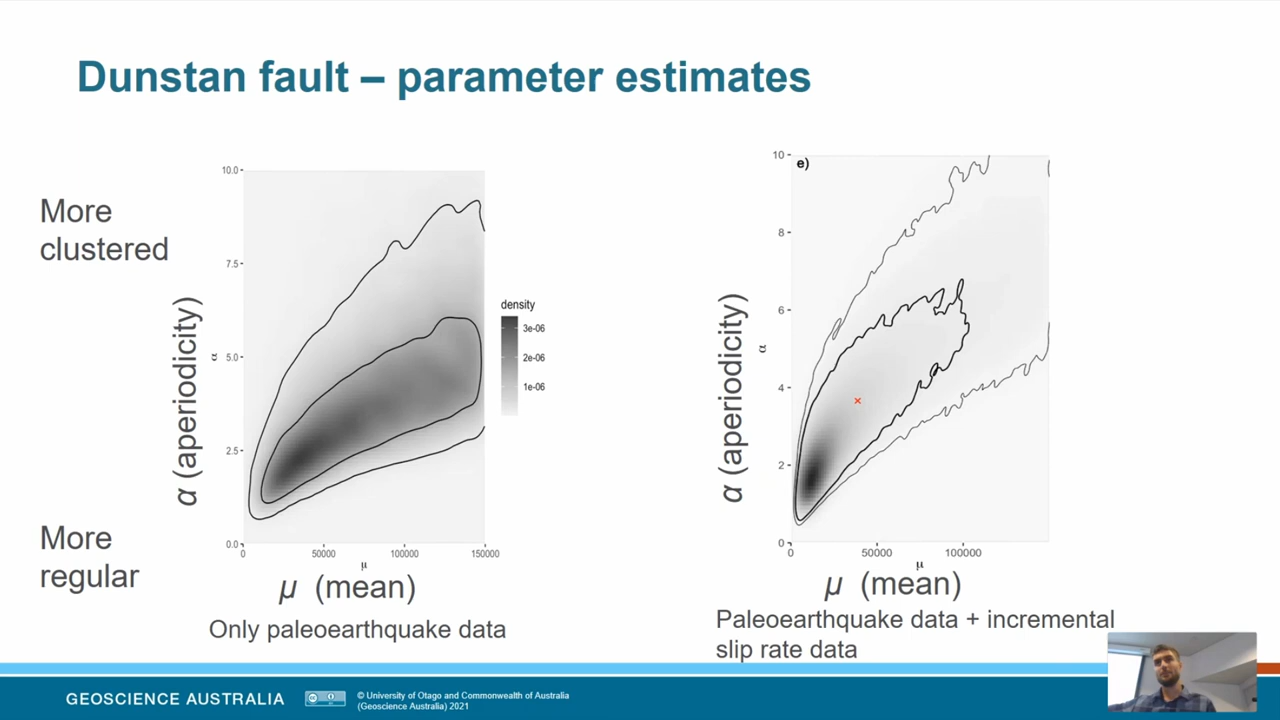 Dunstan fault – parameter estimates
More
clustered
More
regular
α (aperiodicity)
α
10.0
7.5
5.0
2.5
0.0
0
50000
100000
150000
μ
μ (mean)
Only paleoearthquake data
density
3e-06
2e-06
1e-06
e)
α (aperiodicity)
α
10
8
6
4
2
0
0
50000
100000
μ
μ (mean)
Paleoearthquake data + incremental
slip rate data
GEOSCIENCE AUSTRALIA
© University of Otago and Commonwealth of Australia
(Geoscience Australia) 2021